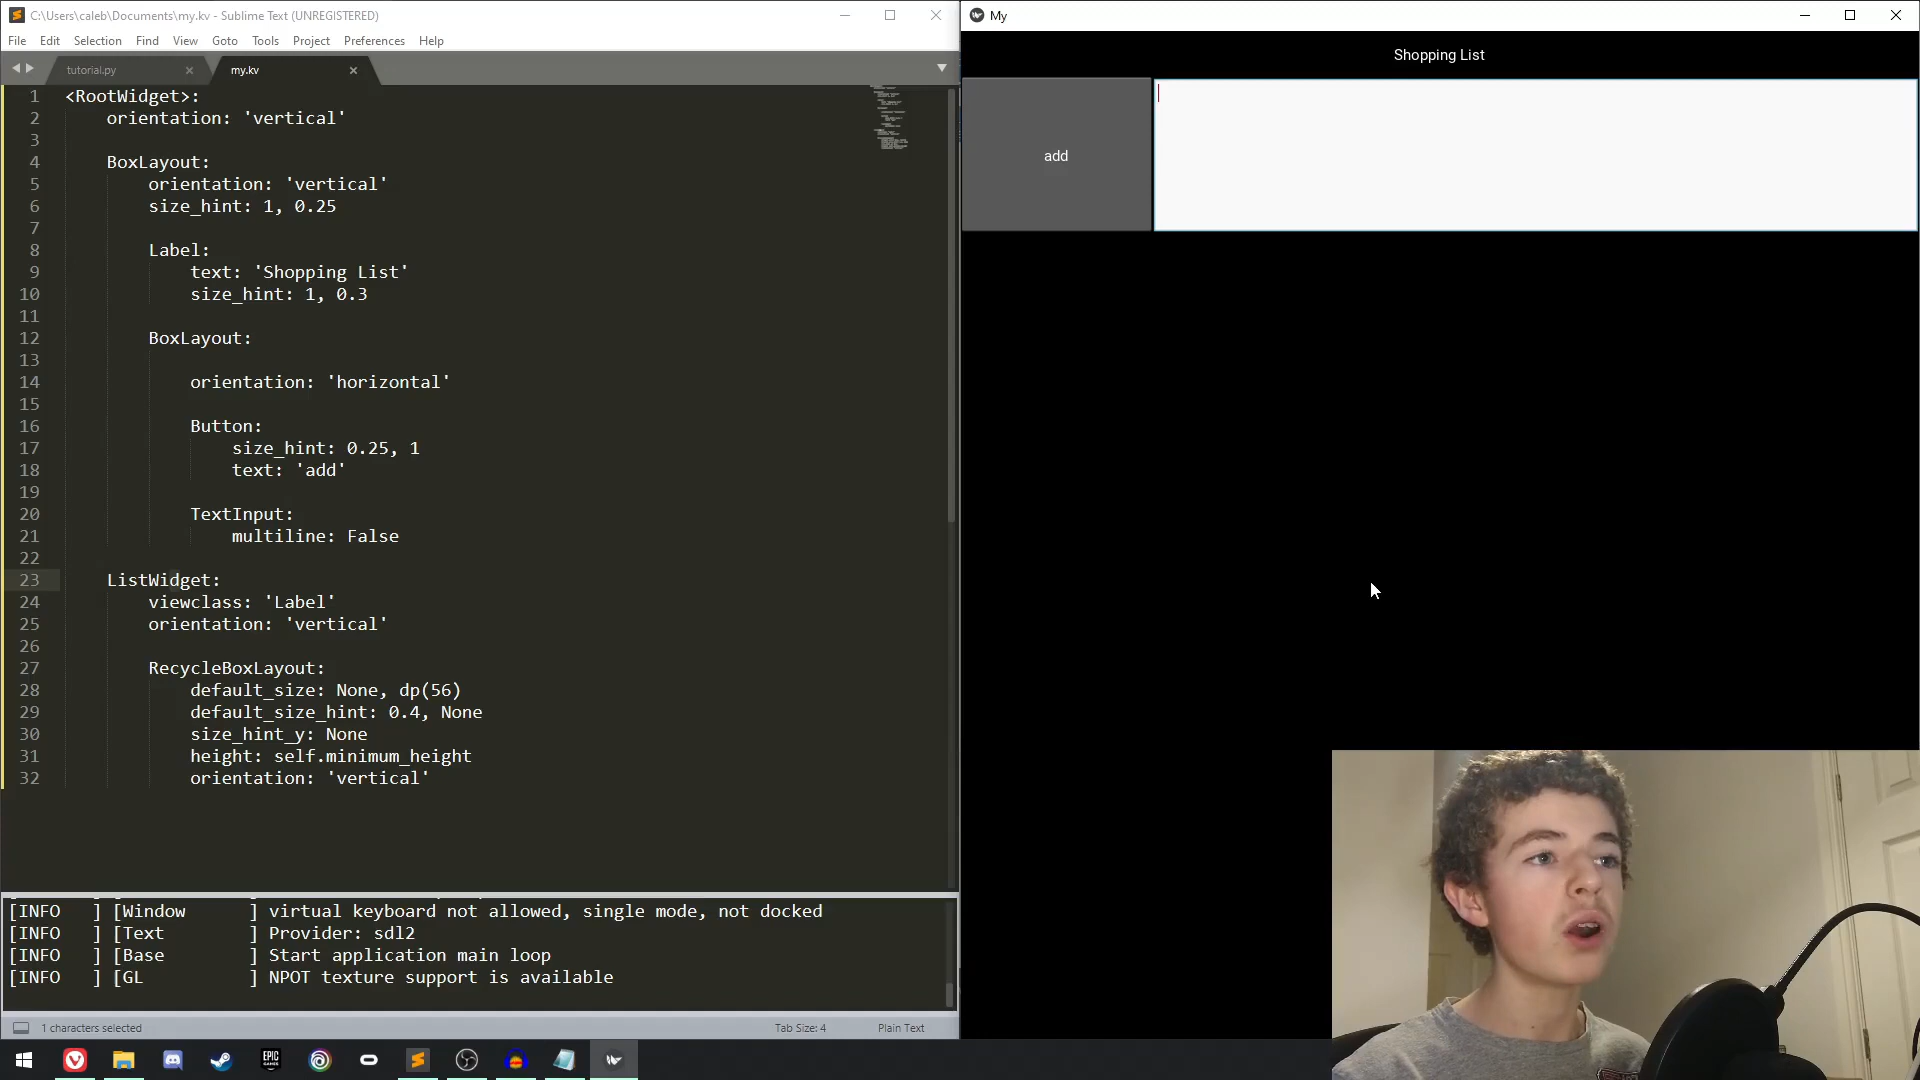 C:\Users\caleb\Documents\my.kv - Sublime Text (UNREGISTERED)
File Edit Selection Find View Goto Tools Project Preferences Help
tutorial.py
my.kv
1 <RootWidget>:
2 orientation: 'vertical'
3
4 BoxLayout:
5 orientation: 'vertical'
6 size_hint: 1, 0.25
7
8 Label:
9 text: 'Shopping List'
10 size_hint: 1, 0.3
11
12 BoxLayout:
13
14 orientation: 'horizontal'
15
16 Button:
17 size_hint: 0.25, 1
18 text: 'add'
19
20 TextInput:
21 multiline: False
22
23 ListWidget:
24 viewclass: 'Label'
25 orientation: 'vertical'
26
27 RecycleBoxLayout:
28 default_size: None, dp(56)
29 default_size_hint: 0.4, None
30 size_hint_y: None
31 height: self.minimum_height
32 orientation: 'vertical'
[INFO ] [Window ] virtual keyboard not allowed, single mode, not docked
[INFO ] [Text ] Provider: sdl2
[INFO ] [Base ] Start application main loop
[INFO ] [GL ] NPOT texture support is available
1 characters selected
Tab Size: 4
Plain Text
My
Shopping List
add
EPIC
GAMES